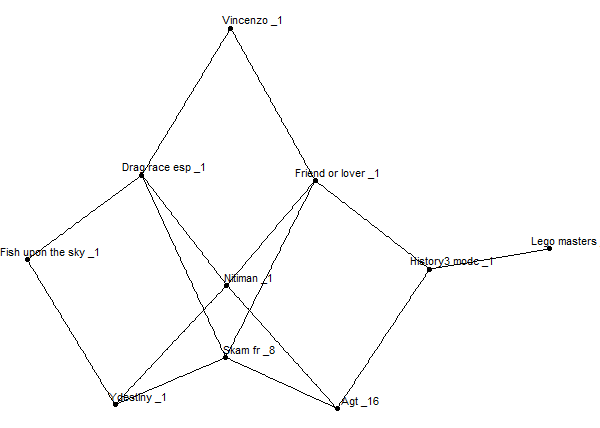 Vincenzo _1
Drag race esp _1
Friend or lover _1
Lego masters
Fish upon the sky _1
History3 modc _1
Nitiman _1
Skam fr _8
Ydestiny _1
Agt _16